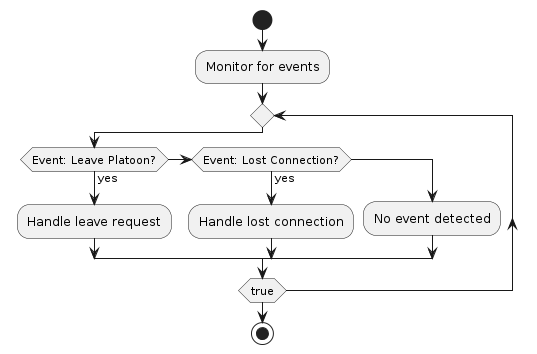 Monitor for events
Event: Leave Platoon?
Event: Lost Connection?
yes
yes
Handle leave request
Handle lost connection
No event detected
true